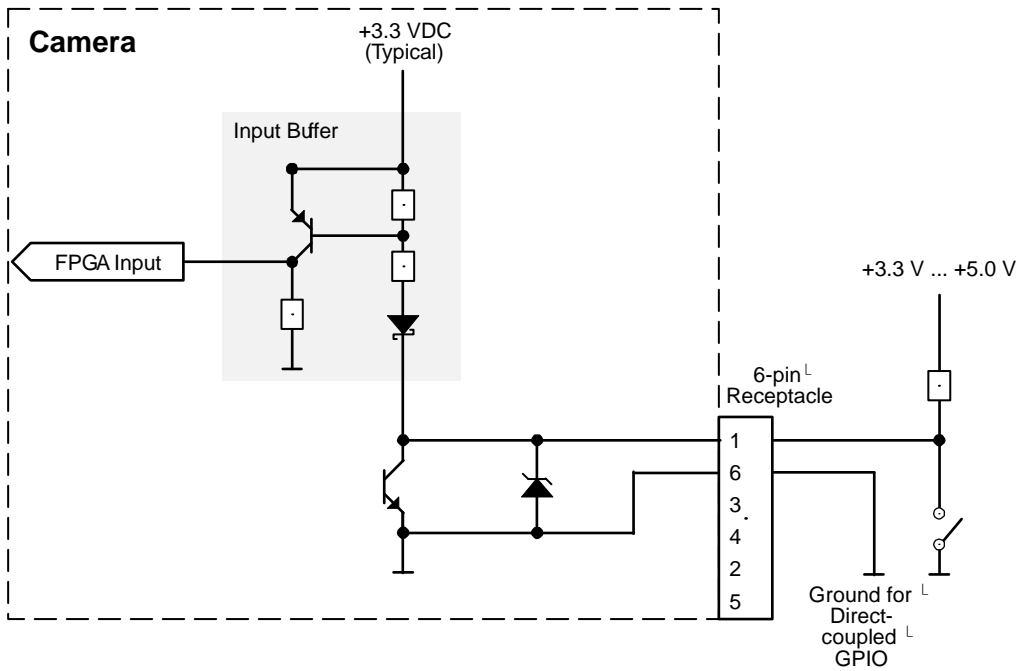 Camera
+3.3 VDC
(Typical)
Input Buffer
FPGA Input
+3.3 V ... +5.0 V
6-pin
Receptacle
1
6
3
4
2
5
Ground for
Direct-
coupled
GPIO